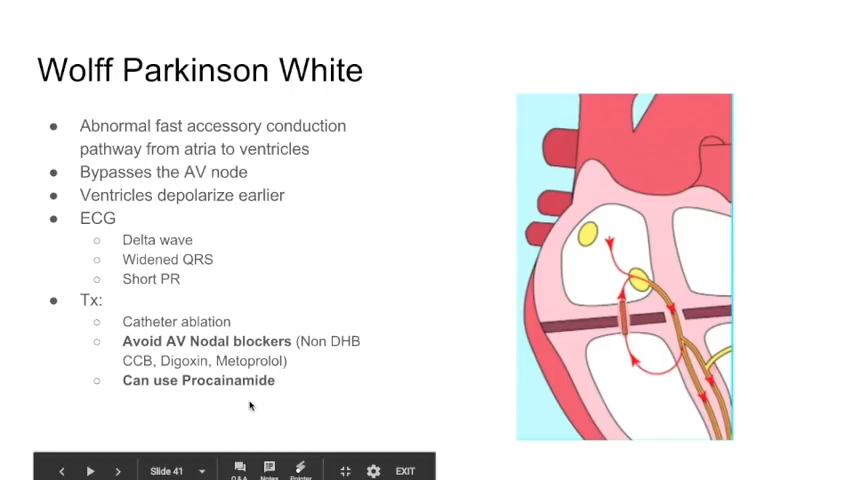 Wolff Parkinson White
● Abnormal fast accessory conduction
pathway from atria to ventricles
● Bypasses the AV node
● Ventricles depolarize earlier
● ECG
○ Delta wave
○ Widened QRS
○ Short PR
● Tx:
○ Catheter ablation
○ Avoid AV Nodal blockers (Non DHB
CCB, Digoxin, Metoprolol)
○ Can use Procainamide
Slide 41
Q&A Notes Pointer
EXIT